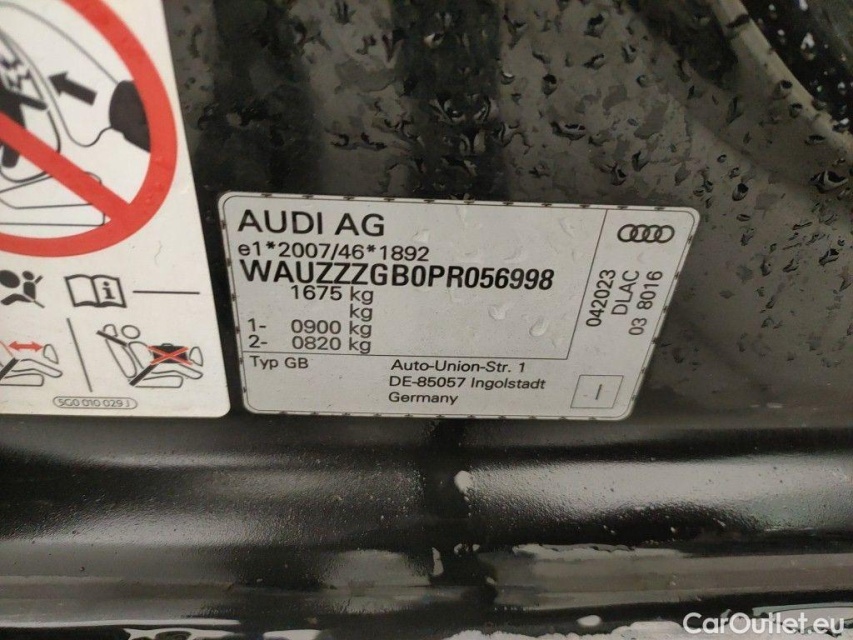 AUDI AG
e1*2007/46*1892
WAUZZZGB0PR056998
1675 kg
kg
1- 0900 kg
2- 0820 kg
Typ GB
Auto-Union-Str. 1
DE-85057 Ingolstadt
Germany
042023
DLAC
03 8016
5G0 010 029 J
CarOutlet.eu